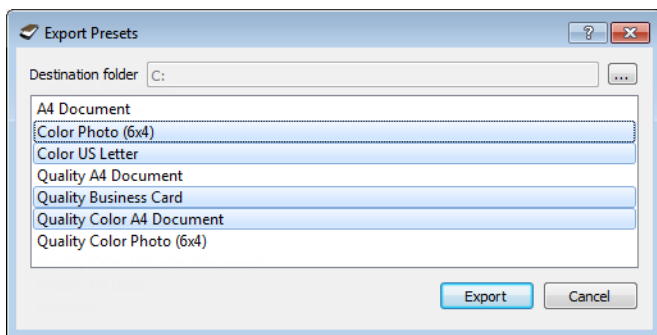 Export Presets
?
Destination folder C: ...
A4 Document
Color Photo (6x4)
Color US Letter
Quality A4 Document
Quality Business Card
Quality Color A4 Document
Quality Color Photo (6x4)
Export Cancel